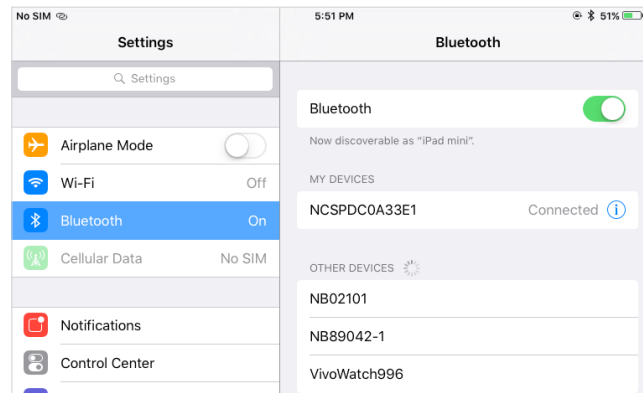 No SIM 5:51 PM 51%
Settings
Settings
Airplane Mode
Wi-Fi Off
Bluetooth On
Cellular Data No SIM
Notifications
Control Center
Bluetooth
Bluetooth
Now discoverable as “iPad mini”.
MY DEVICES
NCSPDC0A33E1 Connected
OTHER DEVICES
NB02101
NB89042-1
VivoWatch996